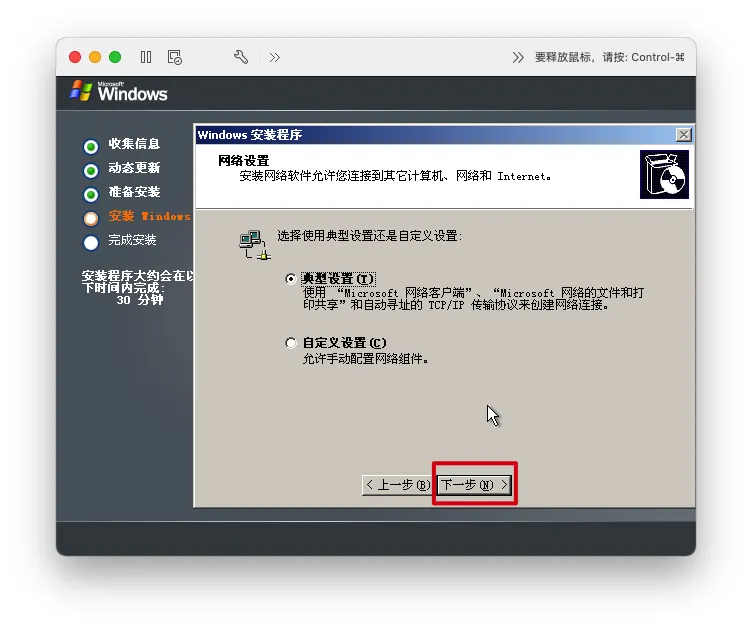 要释放鼠标，请按: Control-⌘
Microsoft
Windows
收集信息
动态更新
准备安装
安装 Windows
完成安装
安装程序大约会在以
下时间内完成:
30 分钟
Windows 安装程序
网络设置
安装网络软件允许您连接到其它计算机、网络和 Internet。
选择使用典型设置还是自定义设置:
典型设置(T)
使用 “Microsoft 网络客户端”、“Microsoft 网络的文件和打
印共享”和自动寻址的 TCP/IP 传输协议来创建网络连接。
自定义设置(C)
允许手动配置网络组件。
< 上一步(B) 下一步(N) >